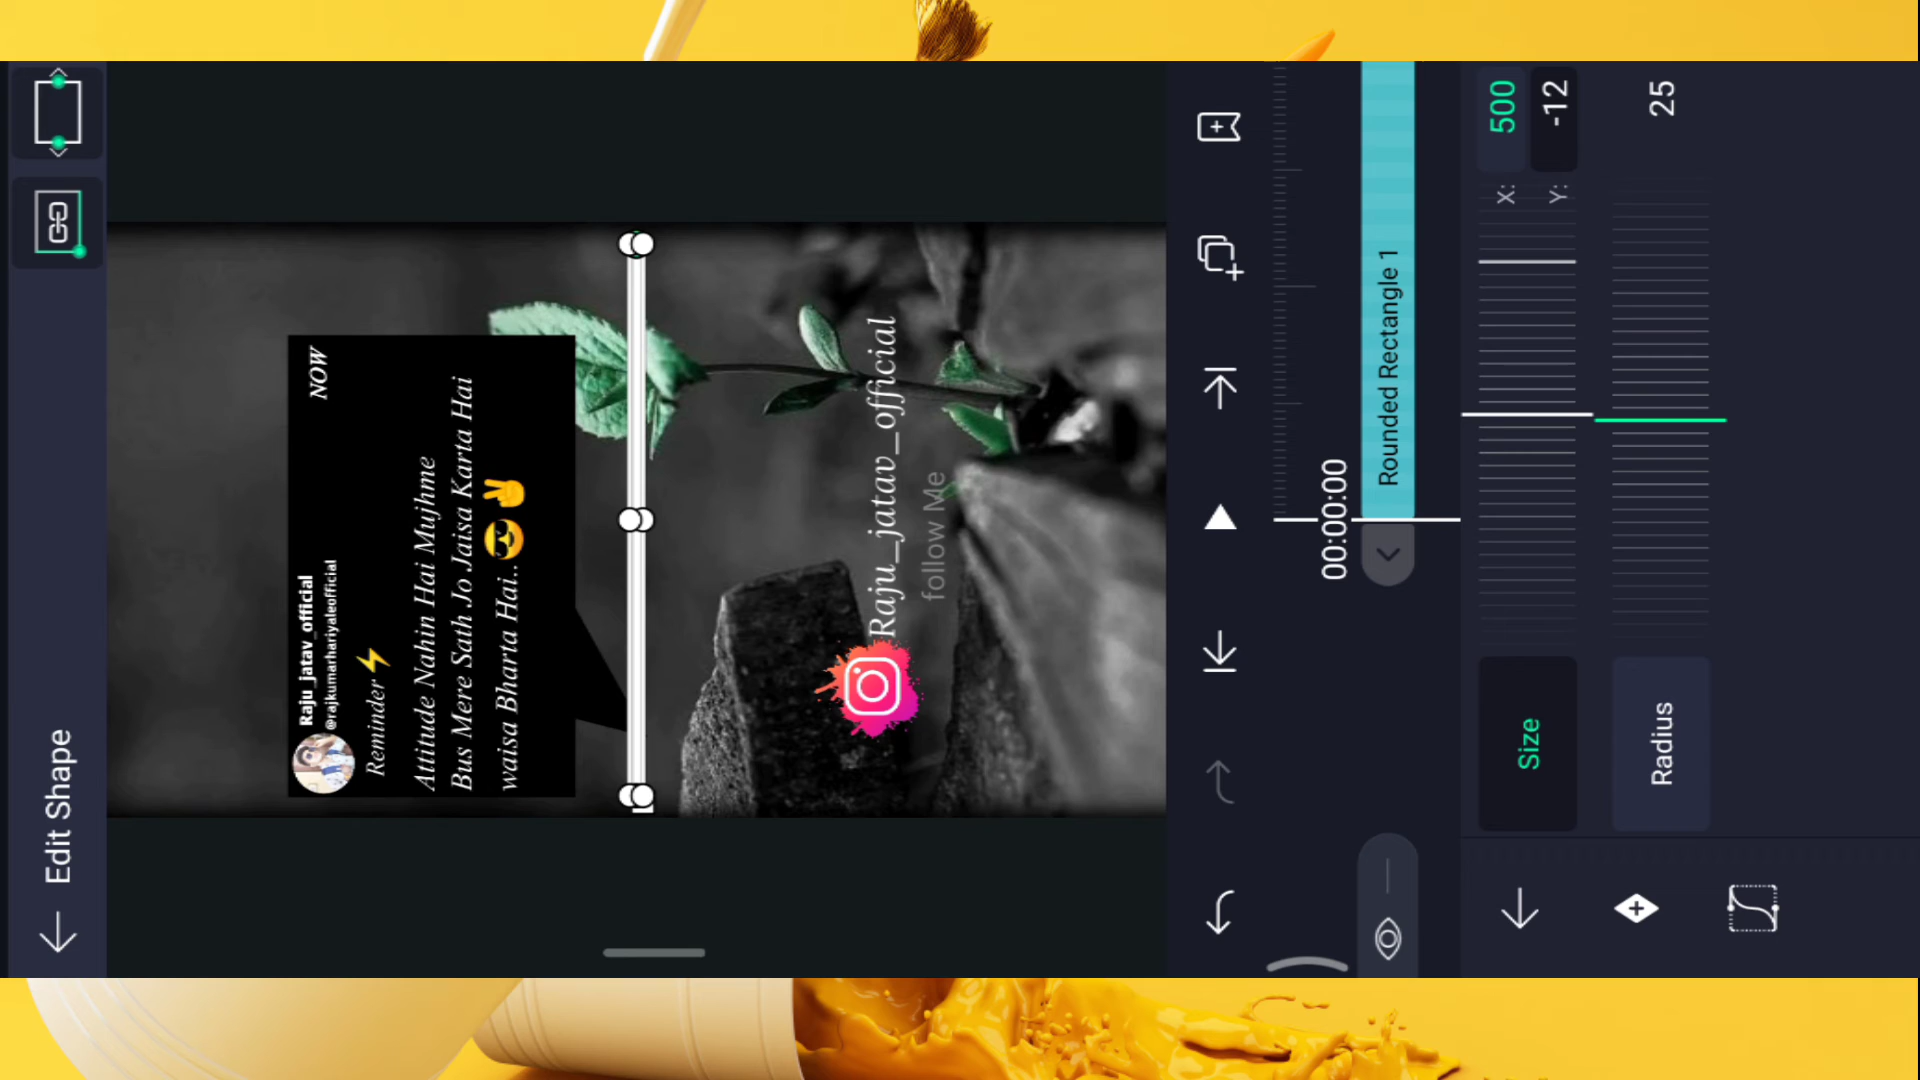 Edit Shape
Raju_jatav_official
@rajkumarhariyaleofficial
NOW
Reminder⚡
Attitude Nahin Hai Mujhme
Bus Mere Sath Jo Jaisa Karta Hai
waisa Bharta Hai..😎✌
Raju_jatav_official
follow Me
00:00:00
Rounded Rectangle 1
Size
X: 500
Y: -12
Radius
25